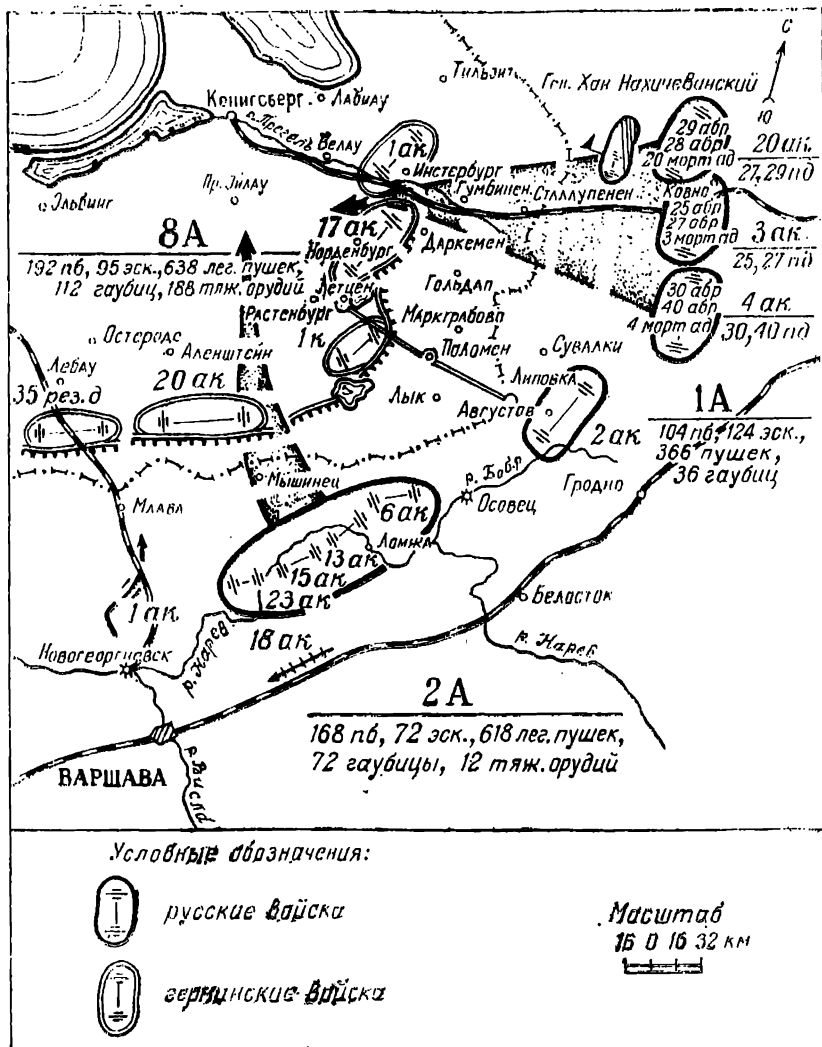 С
Ю
Тильзит
Ген. Хан Нахичеванский
Кенигсберг
Лабиау
р. Прегель
Велау
1 ак
Инстербург
Гумбинен
Сталлупенен
29 абр
28 абр
20 морт ад
20 ак.
27, 29 пд
Ковно
25 абр
27 абр
3 морт ад
3 ак.
25, 27 пд
30 абр
40 абр
4 морт ад
4 ак.
30, 40 пд
Эльбинг
Пр. Эйлау
8А
192 пб, 95 эск., 638 лег. пушек,
112 гаубиц, 188 тяж. орудий
17 ак
Норденбург
Даркемен
Летцен
Растенбург
Гольдап
Маркграбова
1 к
Остероде
Аленштейн
Лебау
35 рез. д
20 ак
Паломен
Сувалки
Липовка
Лык
Августов
2 ак
1А
104 пб, 124 эск.,
366 пушек,
36 гаубиц
р. Бобр
Гродно
Осовец
Мышинец
Млава
6 ак
Ломжа
13 ак
15 ак
23 ак
1 ак.
18 ак
Новогеоргиевск
р. Нарев
Беласток
р. Нарев
2А
168 пб, 72 эск., 618 лег. пушек,
72 гаубицы, 12 тяж. орудий
ВАРШАВА
р. Висла
Условные обозначения:
русские войска
германские войска
Масштаб
16 0 16 32 км